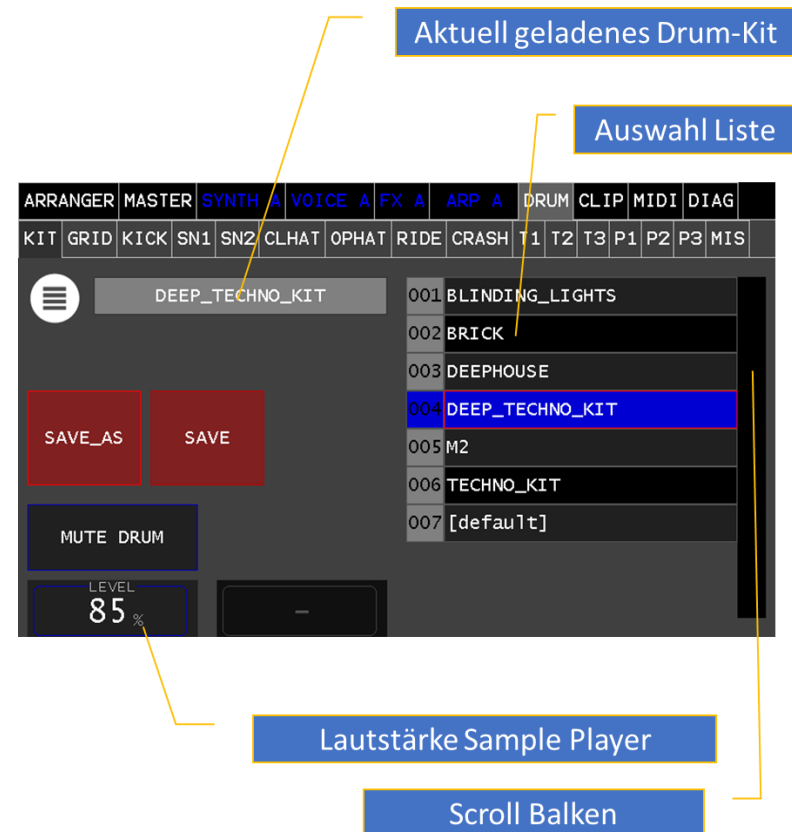 Aktuell geladenes Drum-Kit
Auswahl Liste
ARRANGER MASTER SYNTH A VOICE A FX A ARP A DRUM CLIP MIDI DIAG
KIT GRID KICK SN1 SN2 CLHAT OPHAT RIDE CRASH T1 T2 T3 P1 P2 P3 MIS
DEEP_TECHNO_KIT
001 BLINDING_LIGHTS
002 BRICK
003 DEEPHOUSE
004 DEEP_TECHNO_KIT
005 M2
006 TECHNO_KIT
007 [default]
SAVE_AS SAVE
MUTE DRUM
LEVEL
85 %
–
Lautstärke Sample Player
Scroll Balken